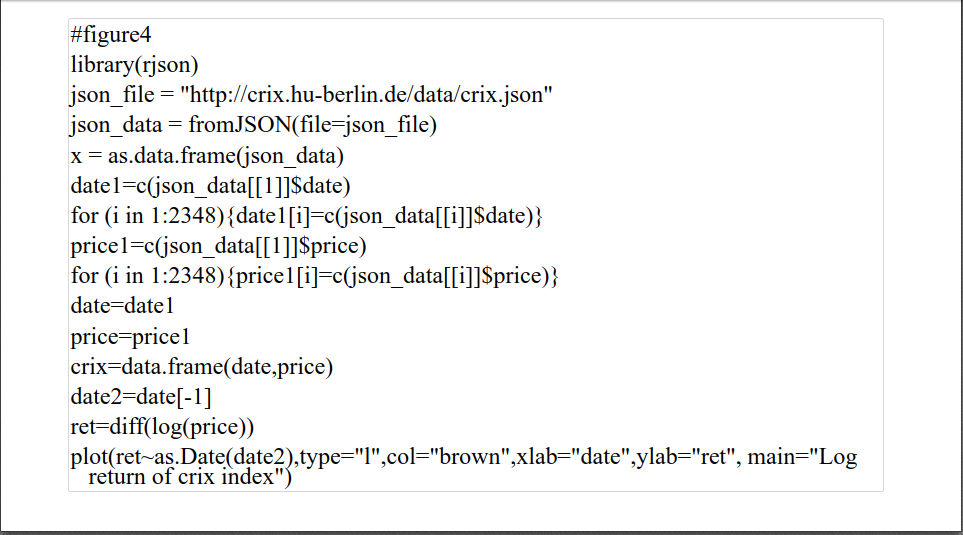 #figure4
library(rjson)
json_file = "http://crix.hu-berlin.de/data/crix.json"
json_data = fromJSON(file=json_file)
x = as.data.frame(json_data)
date1=c(json_data[[1]]$date)
for (i in 1:2348){date1[i]=c(json_data[[i]]$date)}
price1=c(json_data[[1]]$price)
for (i in 1:2348){price1[i]=c(json_data[[i]]$price)}
date=date1
price=price1
crix=data.frame(date,price)
date2=date[-1]
ret=diff(log(price))
plot(ret~as.Date(date2),type="l",col="brown",xlab="date",ylab="ret", main="Log
return of crix index")